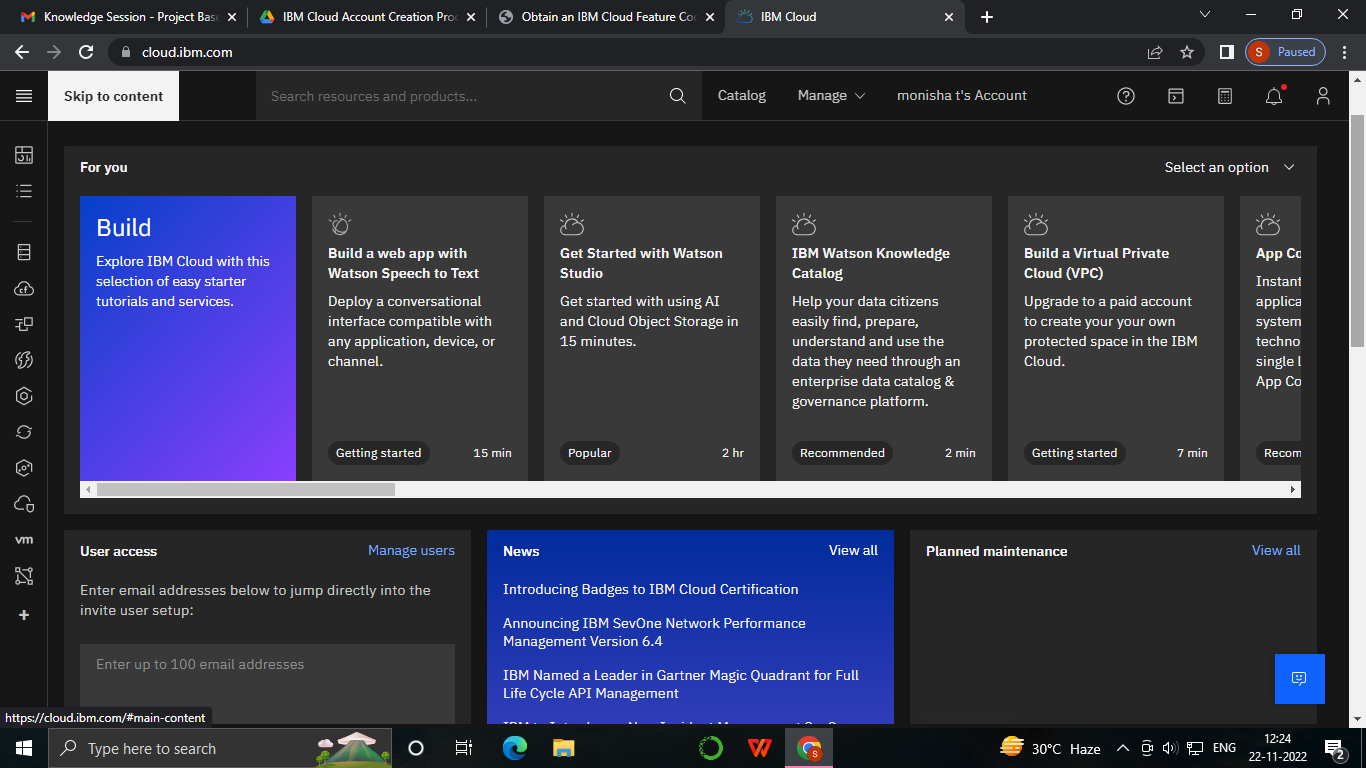 Knowledge Session - Project Base
IBM Cloud Account Creation Proc
Obtain an IBM Cloud Feature Co
IBM Cloud
cloud.ibm.com
S
Paused
Skip to content
Search resources and products...
Catalog
Manage
monisha t's Account
For you
Select an option
Build
Explore IBM Cloud with this
selection of easy starter
tutorials and services.
Build a web app with
Watson Speech to Text
Deploy a conversational
interface compatible with
any application, device, or
channel.
Getting started
15 min
Get Started with Watson
Studio
Get started with using AI
and Cloud Object Storage in
15 minutes.
Popular
2 hr
IBM Watson Knowledge
Catalog
Help your data citizens
easily find, prepare,
understand and use the
data they need through an
enterprise data catalog &
governance platform.
Recommended
2 min
Build a Virtual Private
Cloud (VPC)
Upgrade to a paid account
to create your your own
protected space in the IBM
Cloud.
Getting started
7 min
App Co
Instant
applica
system
techno
single l
App Co
Recom
vm
User access
Manage users
Enter email addresses below to jump directly into the
invite user setup:
Enter up to 100 email addresses
News
View all
Introducing Badges to IBM Cloud Certification
Announcing IBM SevOne Network Performance
Management Version 6.4
IBM Named a Leader in Gartner Magic Quadrant for Full
Life Cycle API Management
Planned maintenance
View all
https://cloud.ibm.com/#main-content
Type here to search
30°C Haze
ENG
12:24
22-11-2022
2